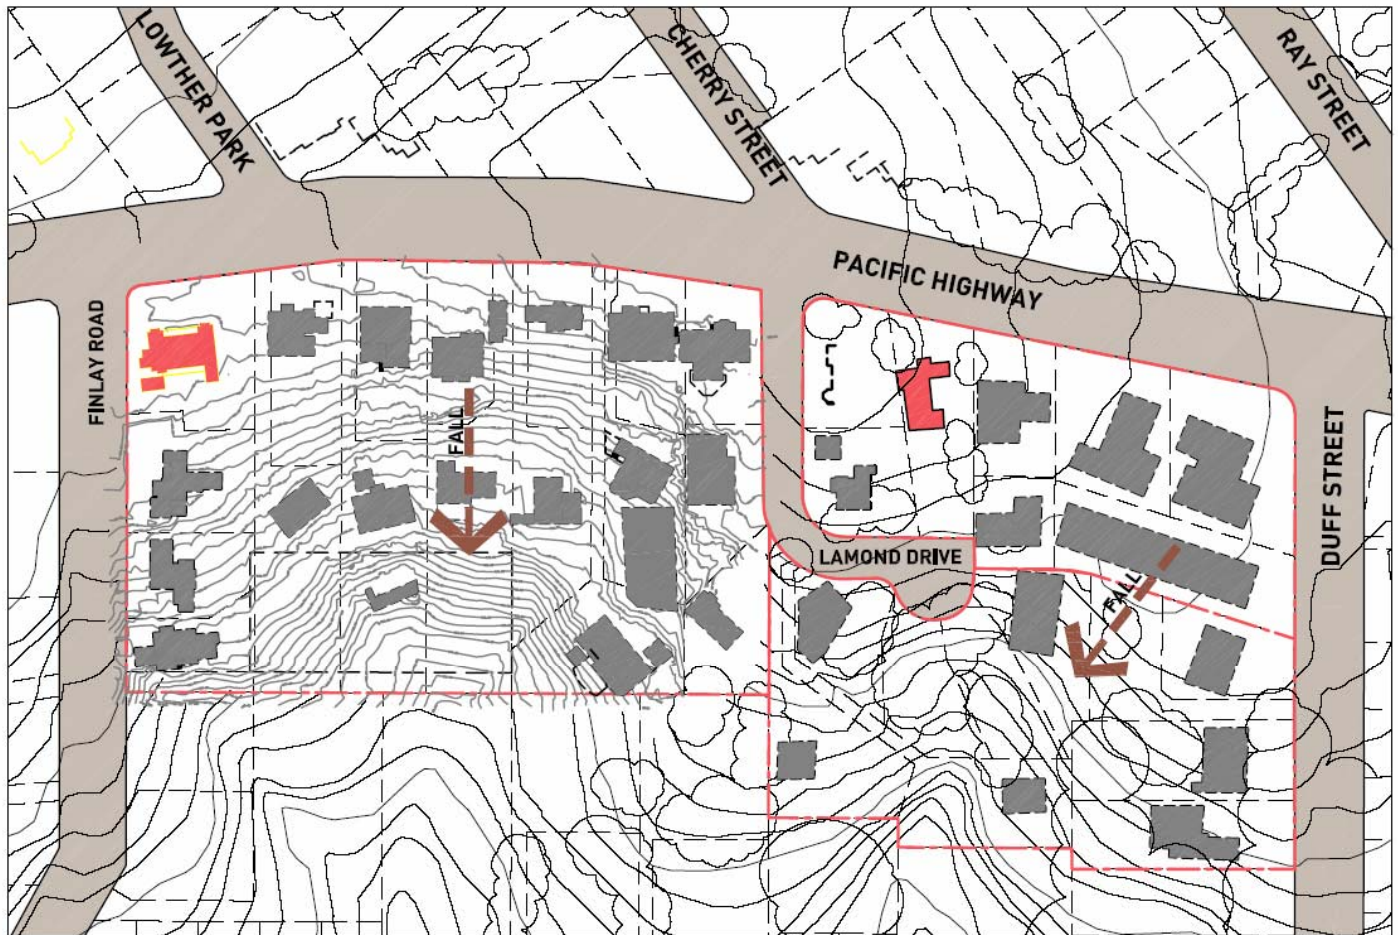 LOWTHER PARK
CHERRY STREET
RAY STREET
PACIFIC HIGHWAY
FINLAY ROAD
FALL
DUFF STREET
LAMOND DRIVE
FALL